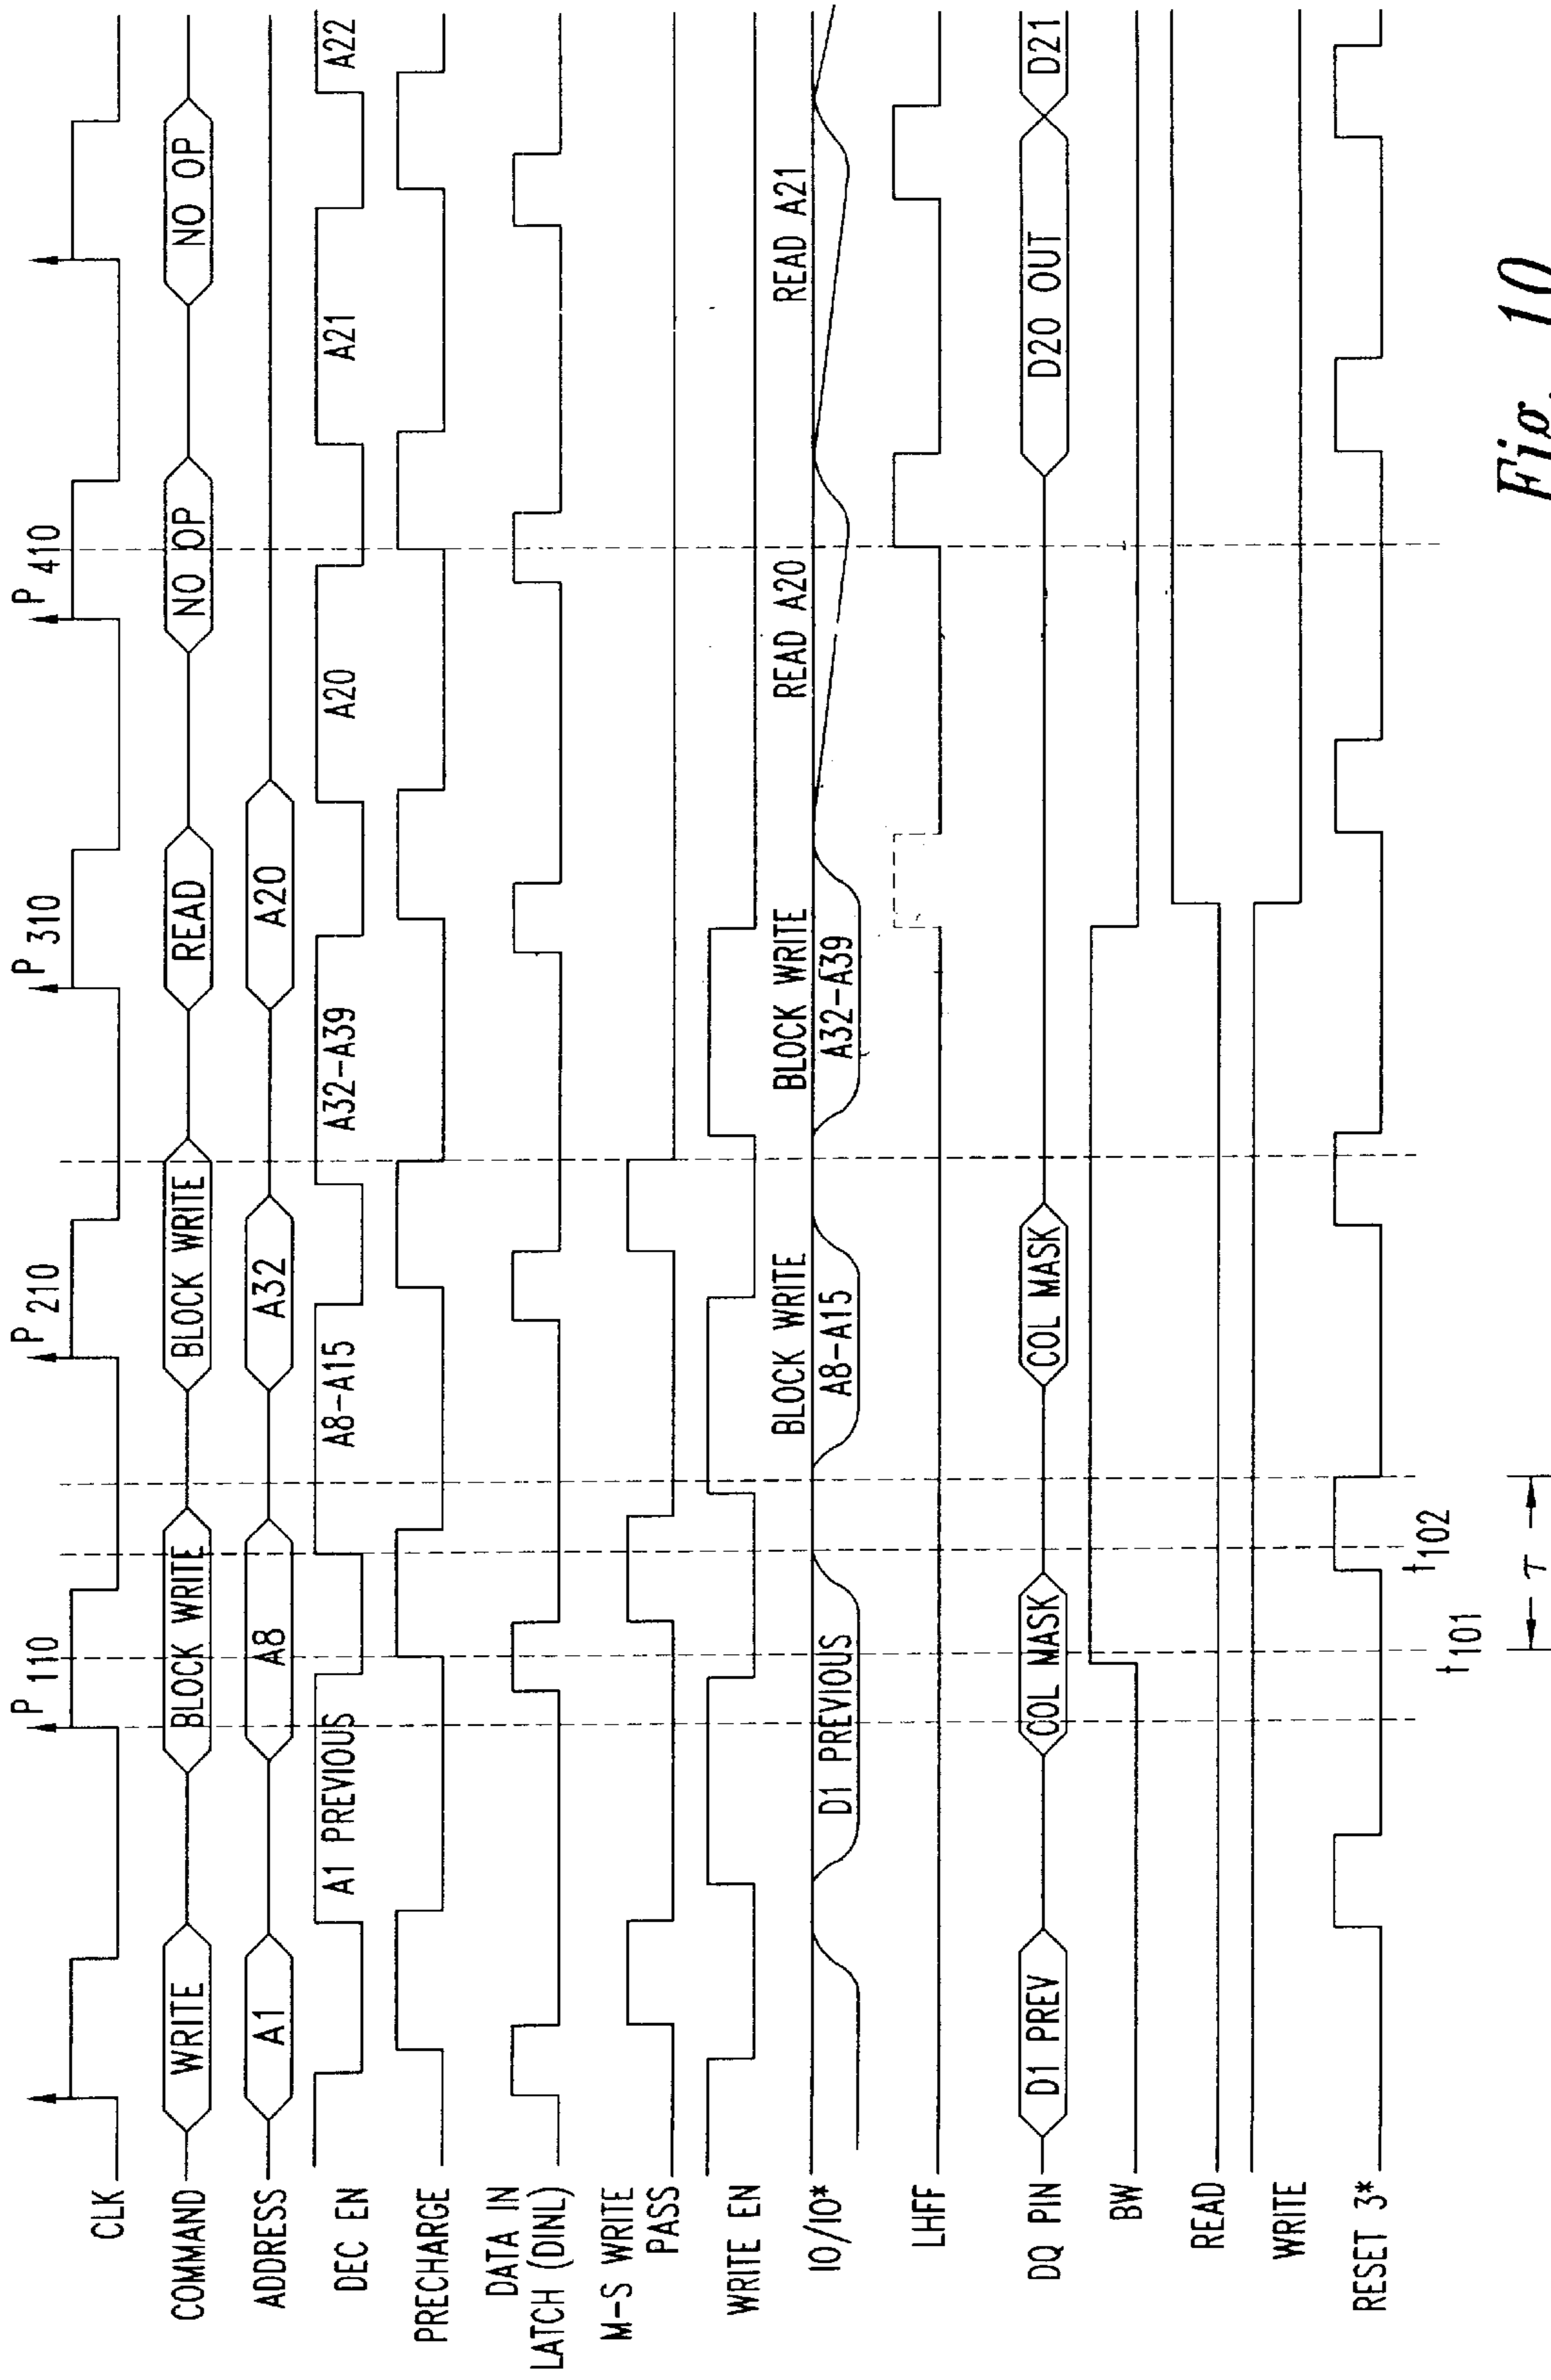 CLK P 110 P 210 P 310 P 410
COMMAND WRITE BLOCK WRITE BLOCK WRITE READ NO OP NO OP
ADDRESS A1 A8 A32 A20
DEC EN A1 PREVIOUS A8-A15 A32-A39 A20 A21 A22
PRECHARGE
DATA IN
LATCH (DINL)
M-S WRITE
PASS
WRITE EN
BLOCK WRITE BLOCK WRITE READ A20 READ A21
IO/IO* D1 PREVIOUS A8-A15 A32-A39
LHFF
DQ PIN D1 PREV COL MASK COL MASK D20 OUT D21
BW
READ
WRITE
RESET 3*
t101 t102
τ
Fig. 10